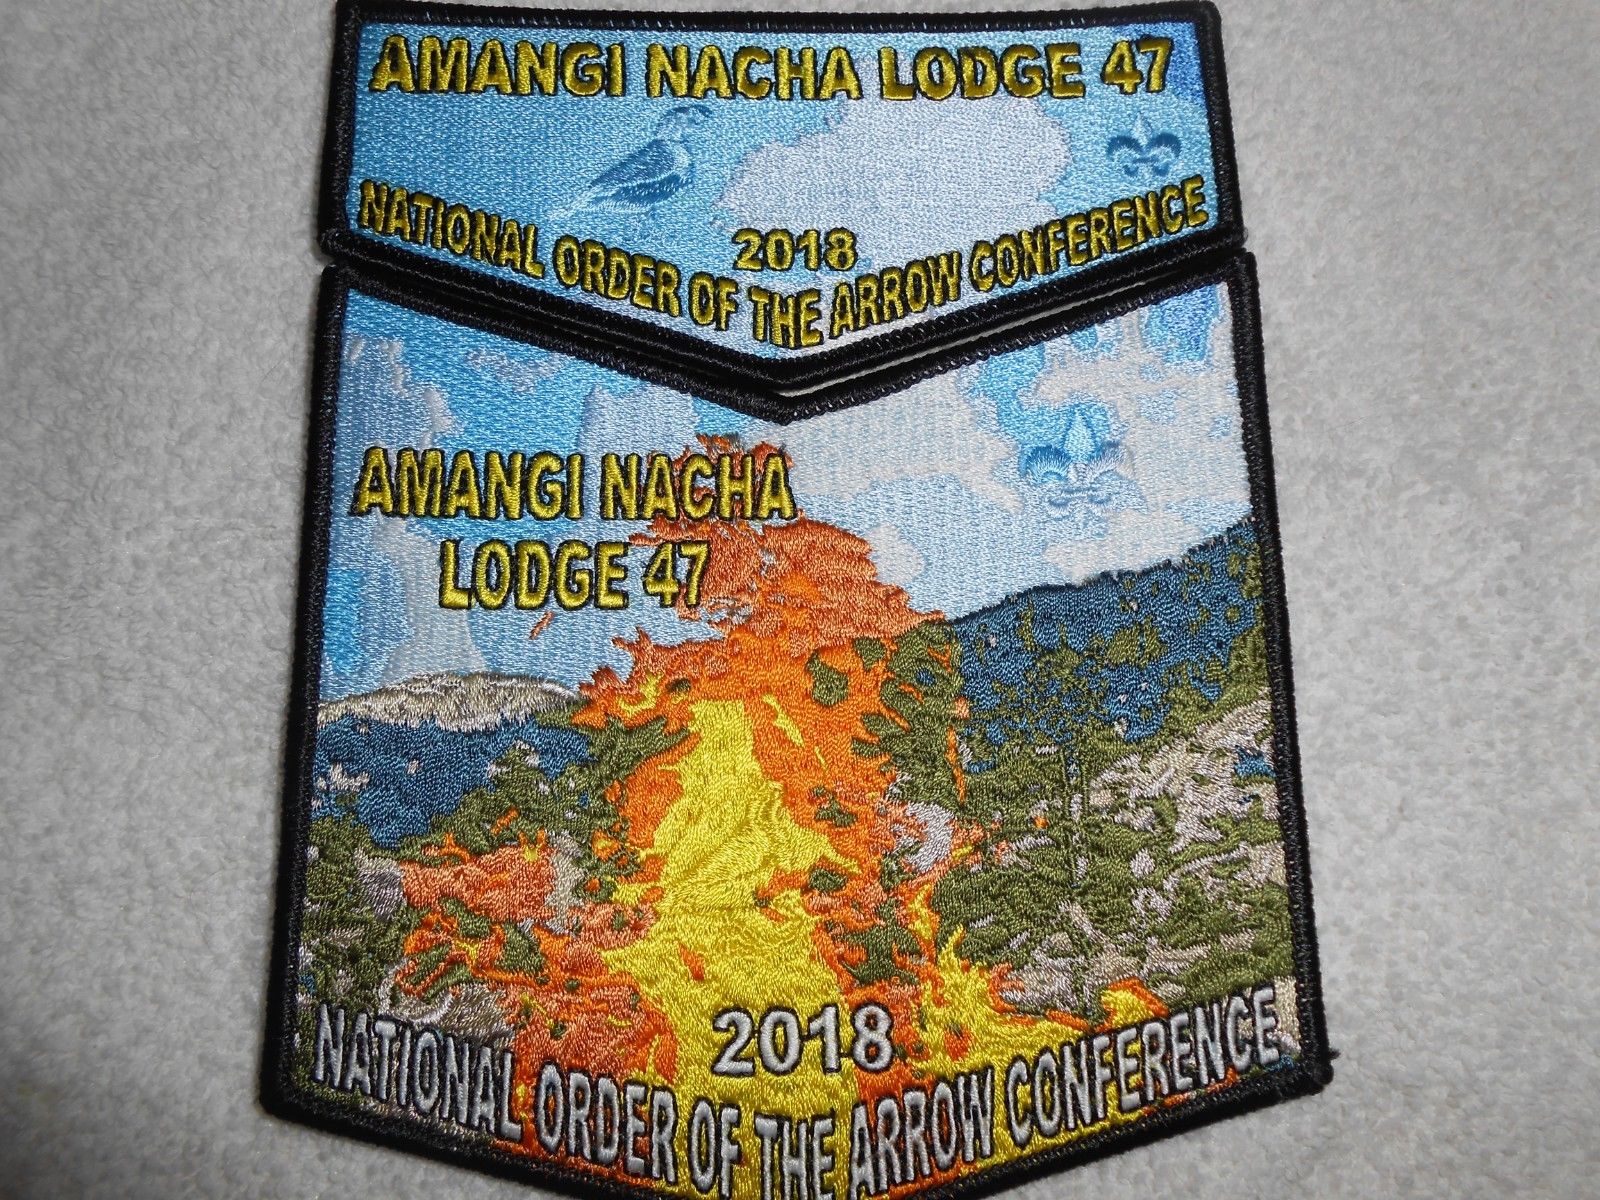 AMANGI NACHA LODGE 47
2018
NATIONAL ORDER OF THE ARROW CONFERENCE
AMANGI NACHA
LODGE 47
2018
NATIONAL ORDER OF THE ARROW CONFERENCE